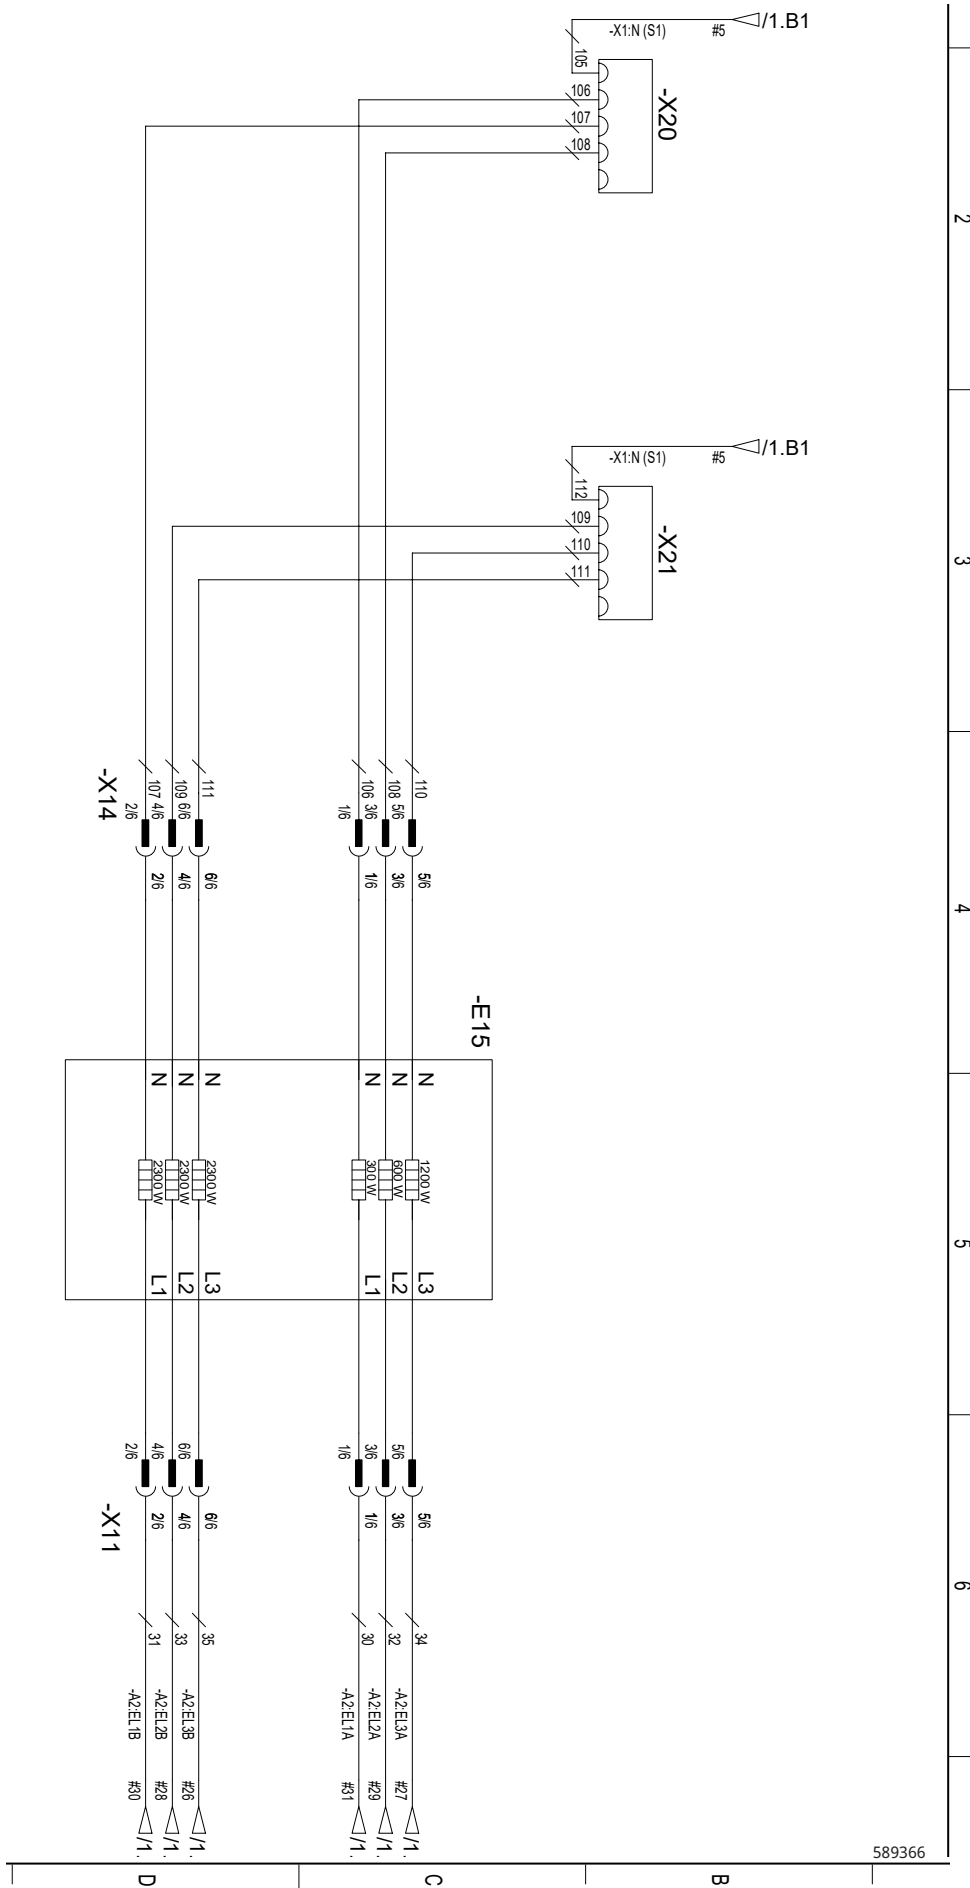 /1.B1
-X1:N (S1)
#5
105
106
107
108
-X20
2
/1.B1
-X1:N (S1)
#5
112
109
110
111
-X21
3
107
109
111
106
108
110
-X14
2/6
4/6
6/6
1/6
3/6
5/6
2/6
4/6
6/6
1/6
3/6
5/6
4
-E15
N
N
N
N
N
N
2300 W
2300 W
2300 W
300 W
600 W
1200 W
5
L1
L2
L3
L1
L2
L3
2/6
4/6
6/6
1/6
3/6
5/6
-X11
2/6
4/6
6/6
1/6
3/6
5/6
6
31
33
35
30
32
34
-A2:EL1B
-A2:EL2B
-A2:EL3B
-A2:EL1A
-A2:EL2A
-A2:EL3A
#30
#28
#26
#31
#29
#27
/1.
/1.
/1.
/1.
/1.
/1.
589366
D
C
B